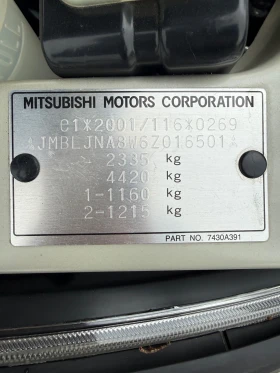 MITSUBISHI MOTORS CORPORATION
e1*2001/116*0269
2335 kg
4420 kg
1-1160 kg
2-1215 kg
PART NO. 7430A391